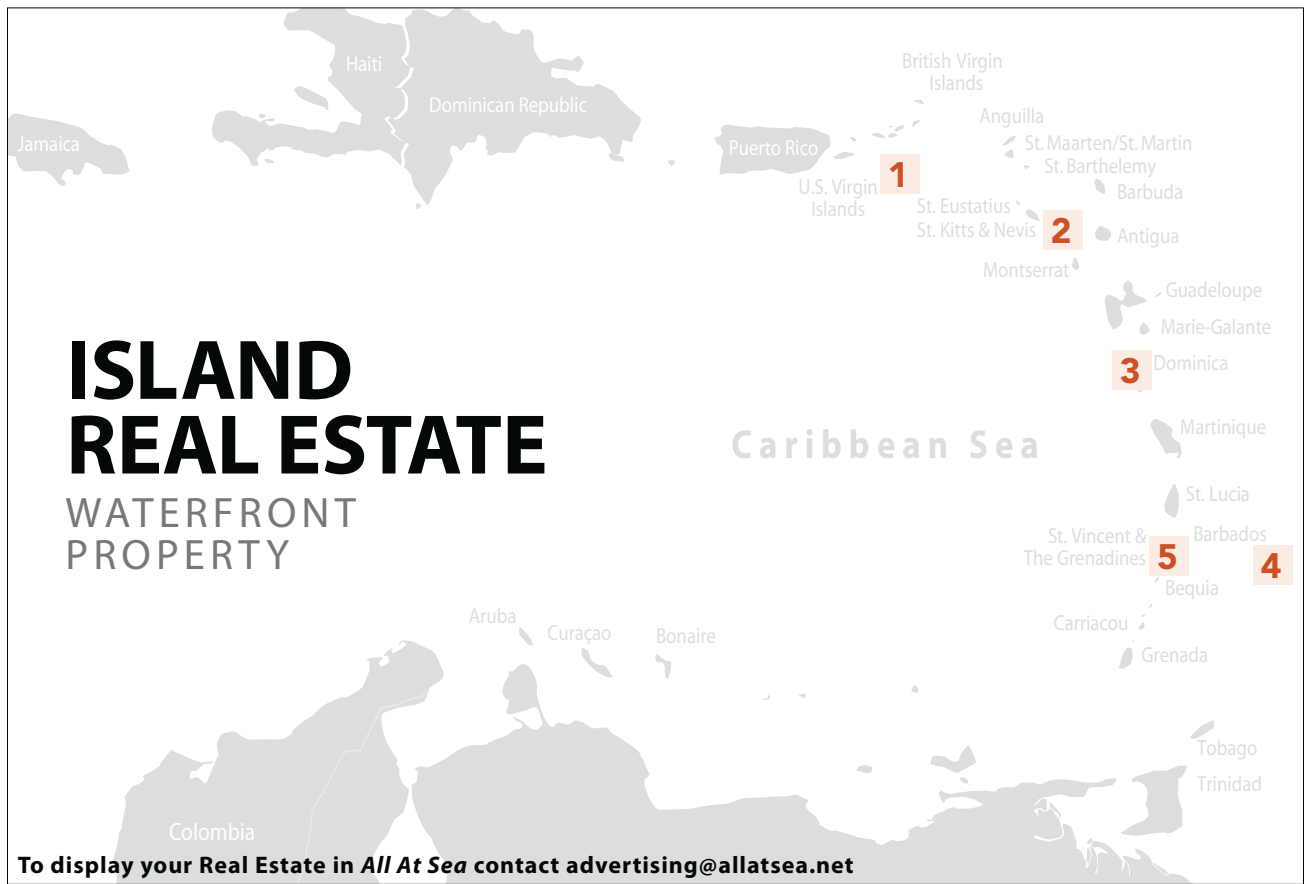 Haiti
Dominican Republic
Jamaica
Puerto Rico
British Virgin
Islands
Anguilla
St. Maarten/St. Martin
St. Barthelemy
Barbuda
1
U.S. Virgin
Islands
St. Eustatius
St. Kitts & Nevis
2
Antigua
Montserrat
Guadeloupe
Marie-Galante
3
Dominica
ISLAND
REAL ESTATE
WATERFRONT
PROPERTY
Caribbean Sea
Martinique
St. Lucia
St. Vincent &
The Grenadines
5
Barbados
4
Bequia
Carriacou
Grenada
Aruba
Curaçao
Bonaire
Tobago
Trinidad
Colombia
To display your Real Estate in All At Sea contact advertising@allatsea.net